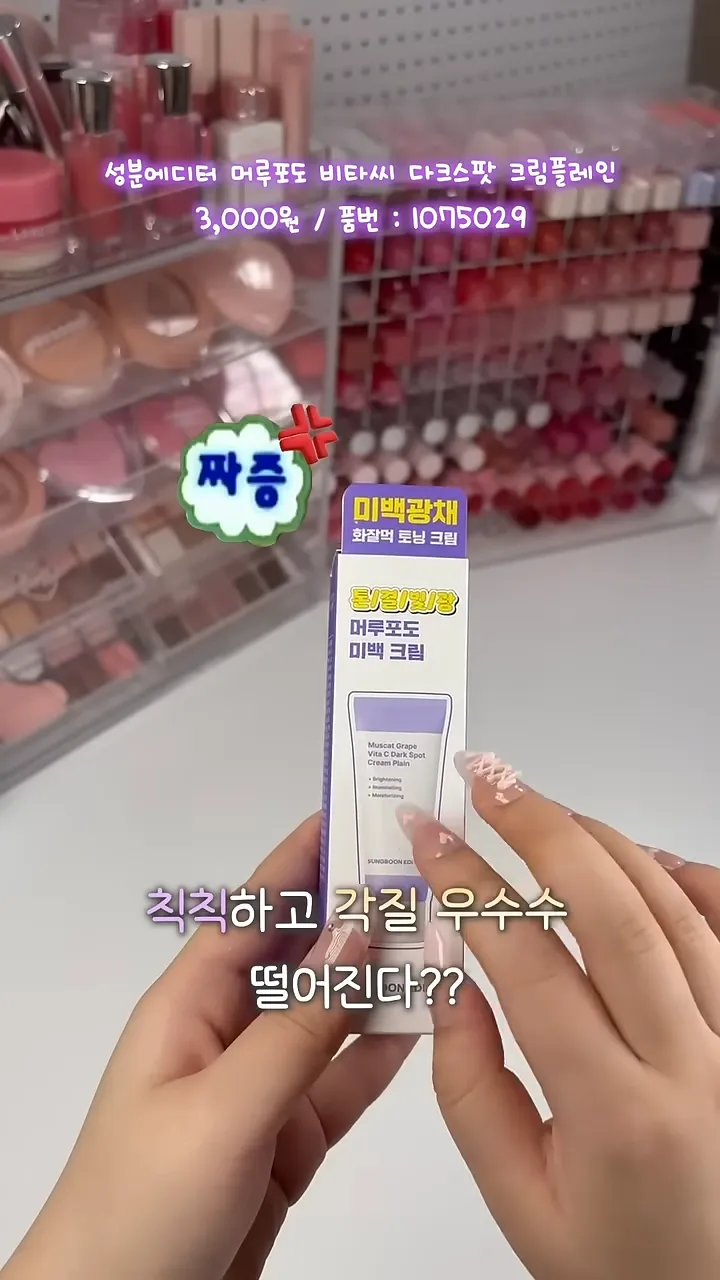 성분에디터 머루포도 비타씨 다크스팟 크림플레인
3,000원 / 품번 : 1075029
짜증
미백광채
화잘먹 토닝 크림
톤/결/빛/광
머루포도
미백 크림
Muscat Grape
Vita C Dark Spot
Cream Plain
+ Brightening
+ Moisturizing
SUNGBOON EDI
칙칙하고 각질 우수수
떨어진다??